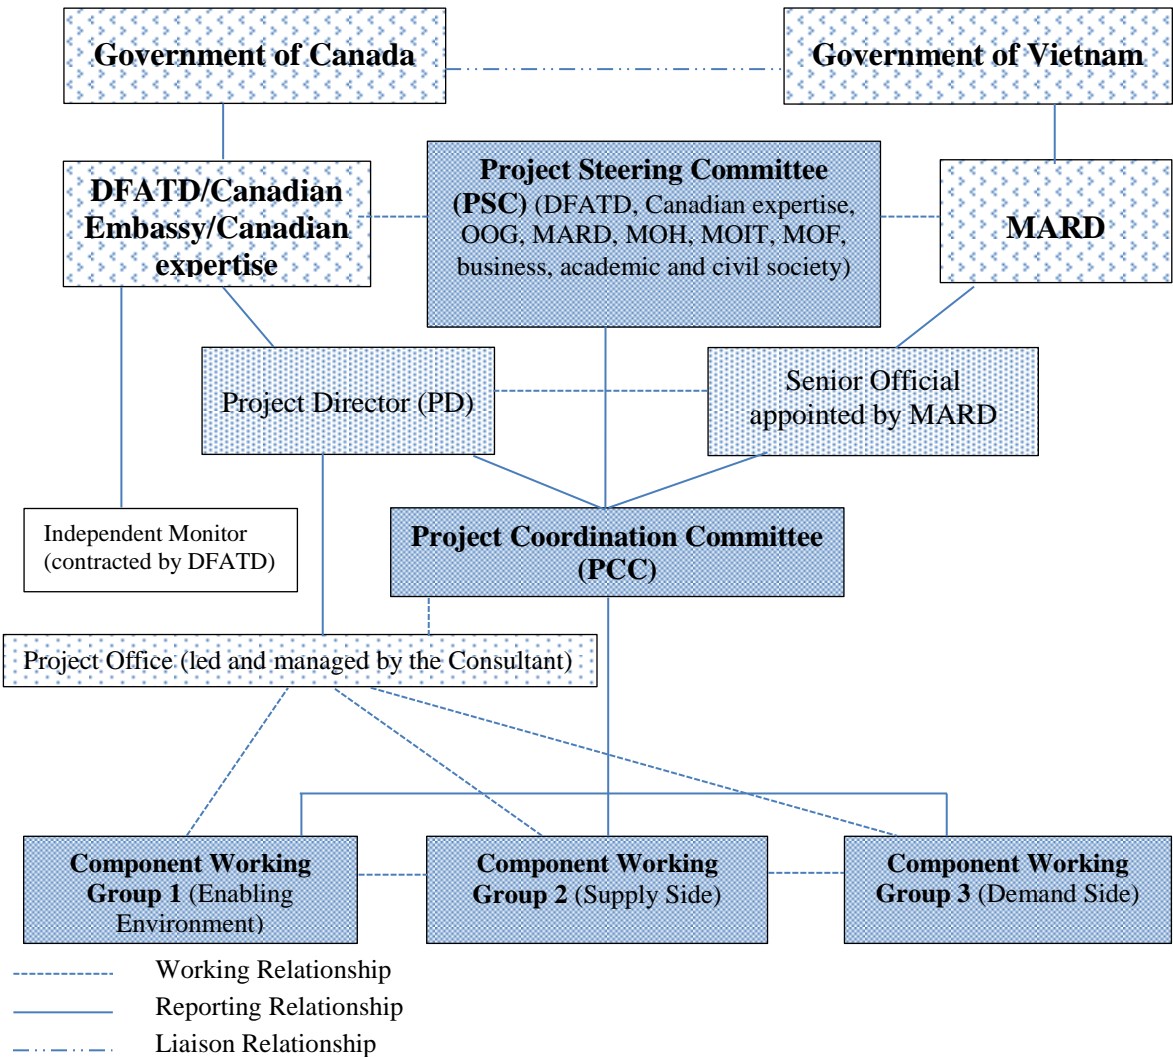 Government of Canada
Government of Vietnam
DFATD/Canadian
Embassy/Canadian
expertise
Project Steering Committee
(PSC) (DFATD, Canadian expertise,
OOG, MARD, MOH, MOIT, MOF,
business, academic and civil society)
MARD
Project Director (PD)
Senior Official
appointed by MARD
Independent Monitor
(contracted by DFATD)
Project Coordination Committee
(PCC)
Project Office (led and managed by the Consultant)
Component Working
Group 1 (Enabling
Environment)
Component Working
Group 2 (Supply Side)
Component Working
Group 3 (Demand Side)
Working Relationship
Reporting Relationship
Liaison Relationship